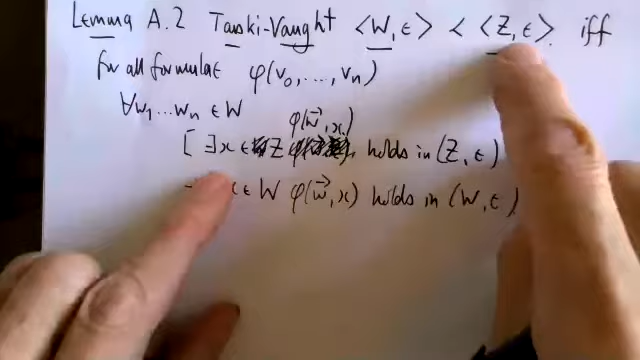 Lemma A.2 Tarski-Vaught ⟨W,∈⟩ ≺ ⟨Z,∈⟩. iff
for all formulae φ(v₀,...,vₙ)
∀w₁...wₙ ∈ W
φ(w⃗,x)
[ ∃x ∈ Z holds in (Z,∈)
∈ W φ(w⃗,x) holds in (W,∈)